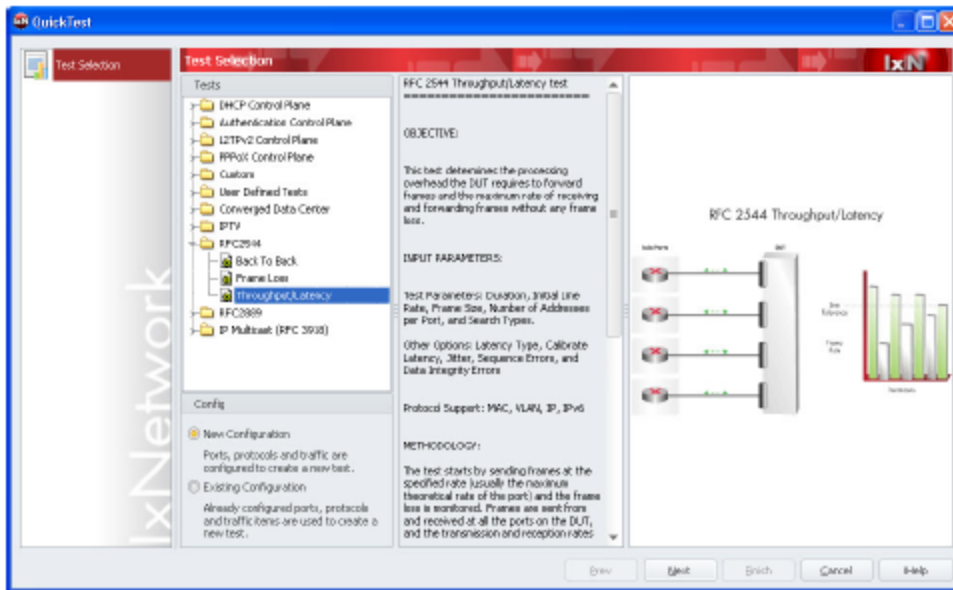 QuickTest
Test Selection
Test Selection
IxN
Tests
DHCP Control Plane
Authentication Control Plane
L2TPv2 Control Plane
PPPoX Control Plane
Custom
User Defined Tests
Converged Data Center
IPTV
RFC2544
Back To Back
Frame Loss
Throughput/Latency
RFC2889
IP Multicast (RFC 3918)
Config
New Configuration
Ports, protocols and traffic are
configured to create a new test.
Existing Configuration
Already configured ports, protocols
and traffic items are used to create a
new test.
RFC 2544 Throughput/Latency test
==========================
OBJECTIVE:
This test determines the processing
overhead the DUT requires to forward
frames and the maximum rate of receiving
and forwarding frames without any frame
loss.
INPUT PARAMETERS:
Test Parameters: Duration, Initial Line
Rate, Frame Size, Number of Addresses
per Port, and Search Types.
Other Options: Latency Type, Calibrate
Latency, Jitter, Sequence Errors, and
Data Integrity Errors
Protocol Support: MAC, VLAN, IP, IPv6
METHODOLOGY:
The test starts by sending frames at the
specified rate (usually the maximum
theoretical rate of the port) and the frame
loss is monitored. Frames are sent from
and received at all the ports on the DUT,
and the transmission and reception rates
RFC 2544 Throughput/Latency
DUT
Frame
Rate
IxNetwork
Prev
Next
Finish
Cancel
Help